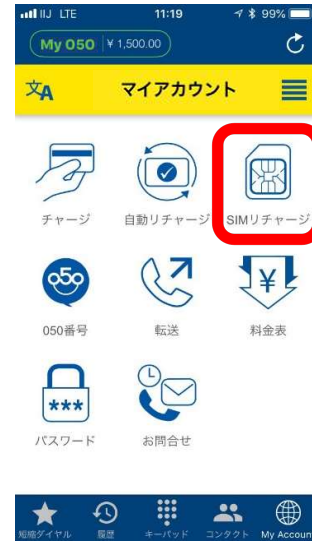 IIJ LTE 11:19 99%
My 050 ¥ 1,500.00
文A マイアカウント
チャージ 自動リチャージ SIMリチャージ
050
¥
050番号 転送 料金表
***
パスワード お問合せ
短縮ダイヤル 履歴 キーパッド コンタクト My Account